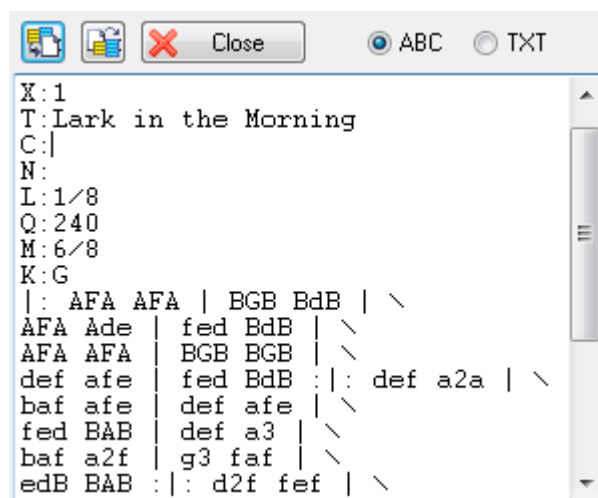 Close ABC TXT
X:1
T:Lark in the Morning
C:
N:
L:1/8
Q:240
M:6/8
K:G
|: AFA AFA | BGB BdB | \
AFA Ade | fed BdB | \
AFA AFA | BGB BGB | \
def afe | fed BdB :|: def a2a | \
baf afe | def afe | \
fed BAB | def a3 | \
baf a2f | g3 faf | \
edB BAB :|: d2f fef | \